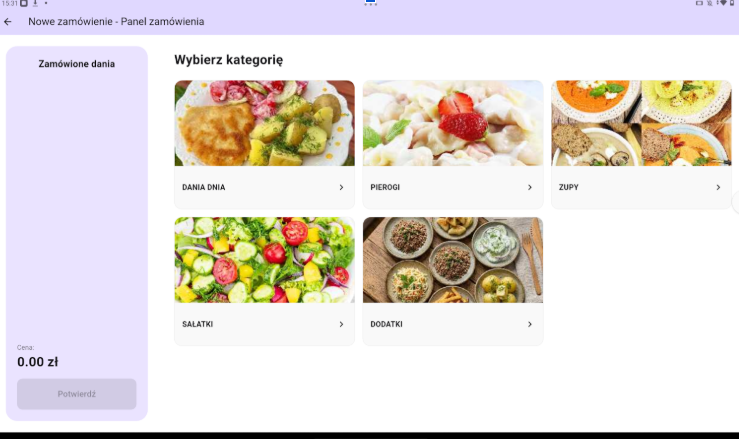 15:31
Nowe zamówienie - Panel zamówienia
Zamówione dania
Cena:
0.00 zł
Potwierdź
Wybierz kategorię
DANIA DNIA
PIEROGI
ZUPY
SAŁATKI
DODATKI